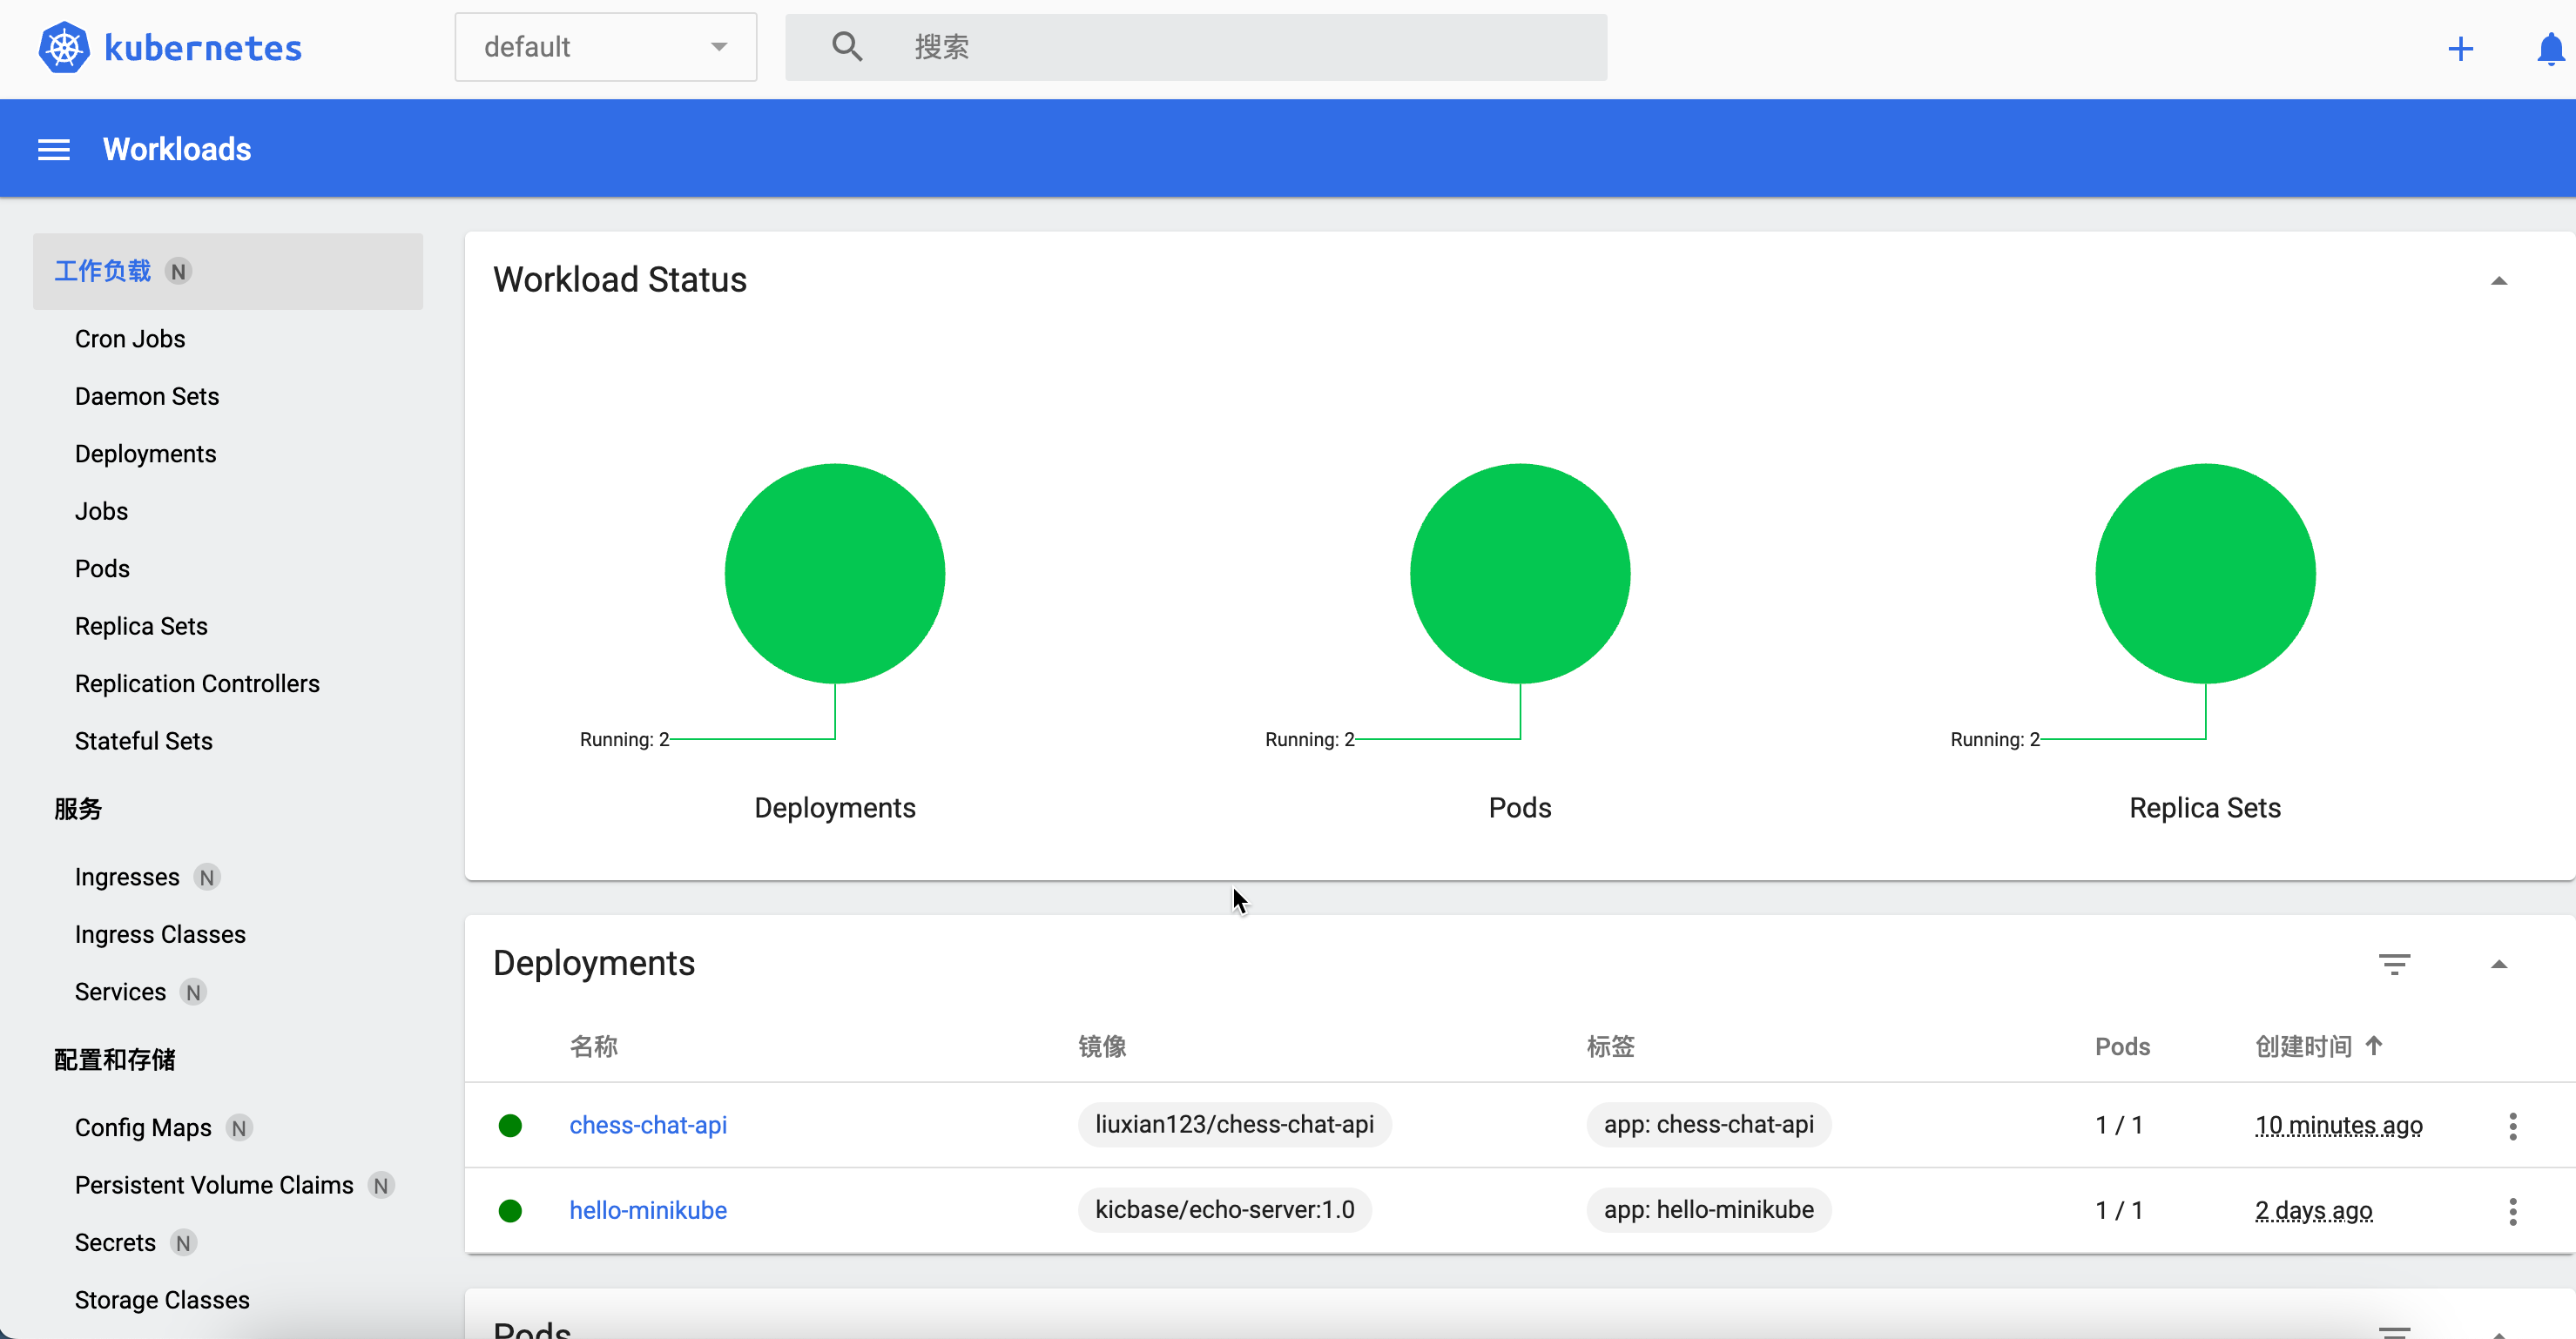 kubernetes
default
搜索
Workloads
工作负载 N
Cron Jobs
Daemon Sets
Deployments
Jobs
Pods
Replica Sets
Replication Controllers
Stateful Sets
服务
Ingresses N
Ingress Classes
Services N
配置和存储
Config Maps N
Persistent Volume Claims N
Secrets N
Storage Classes
Workload Status
Running: 2
Deployments
Running: 2
Pods
Running: 2
Replica Sets
Deployments
名称 镜像 标签 Pods 创建时间
chess-chat-api liuxian123/chess-chat-api app: chess-chat-api 1 / 1 10 minutes ago
hello-minikube kicbase/echo-server:1.0 app: hello-minikube 1 / 1 2 days ago
Pods